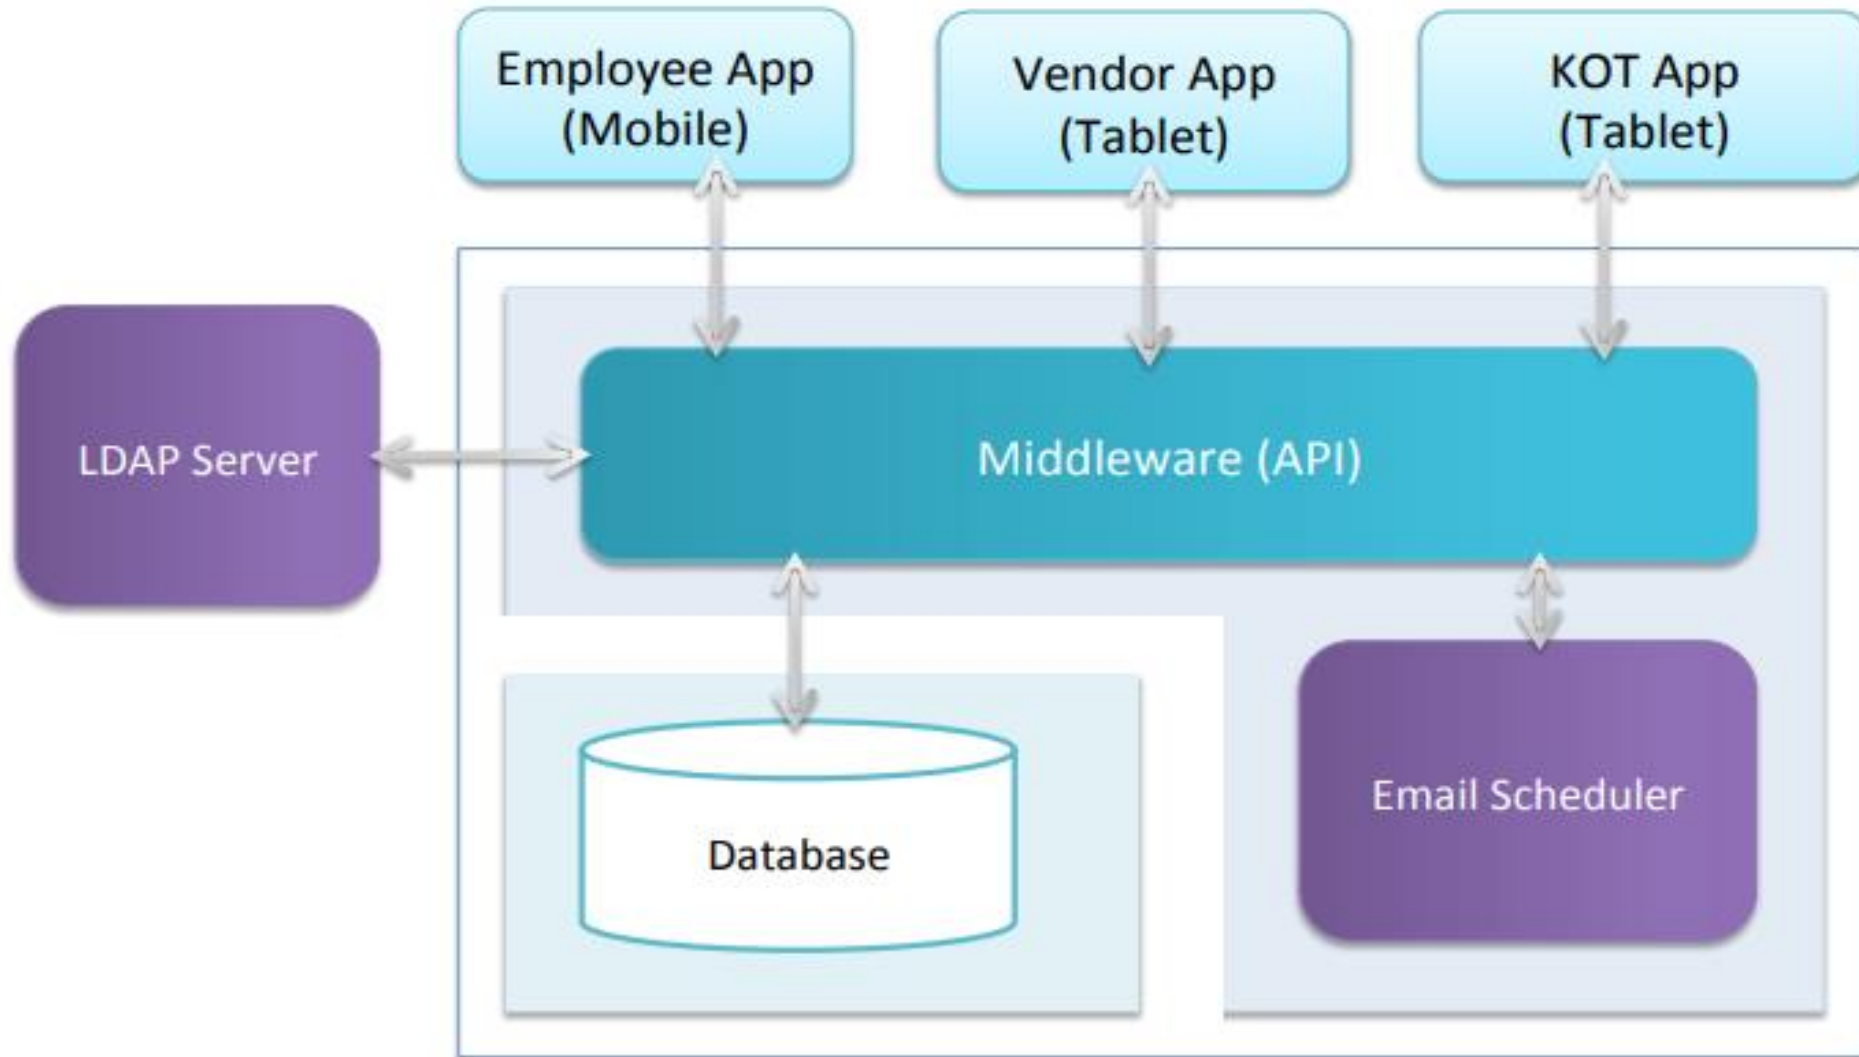 Employee App
(Mobile)
Vendor App
(Tablet)
KOT App
(Tablet)
LDAP Server
Middleware (API)
Database
Email Scheduler